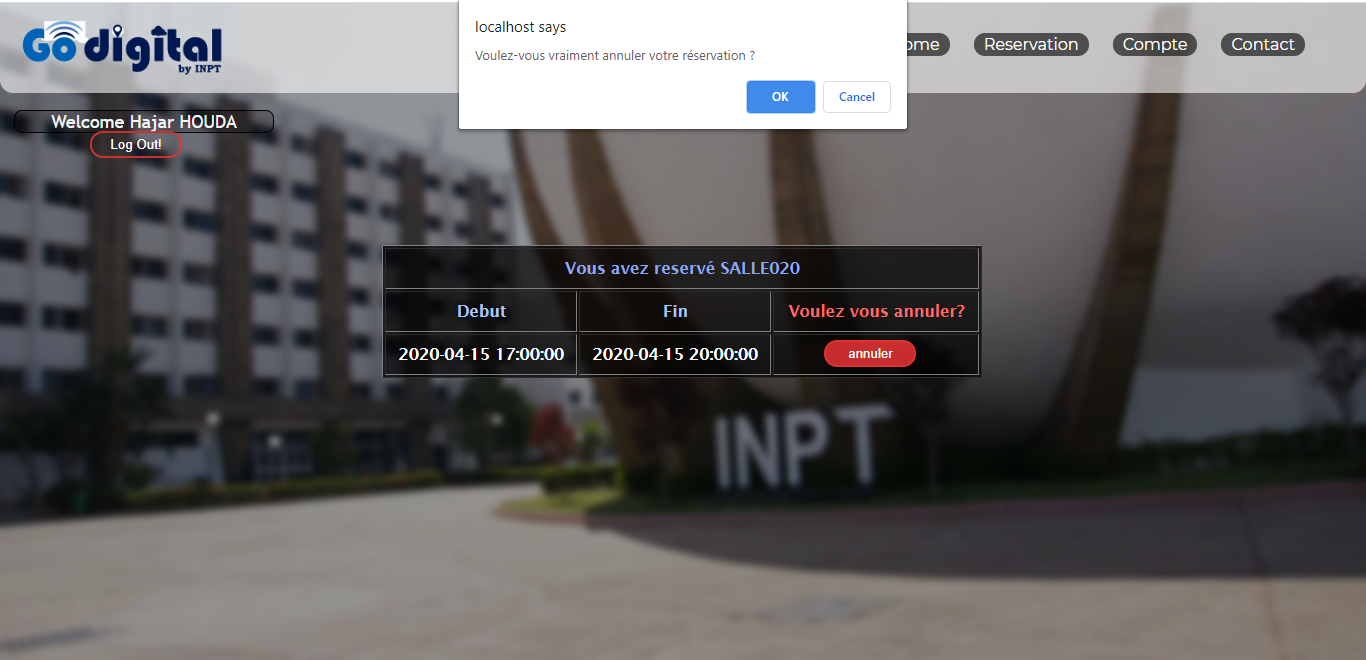 localhost says
Voulez-vous vraiment annuler votre réservation ?
OK
Cancel
Go digital
by INPT
ome
Reservation
Compte
Contact
Welcome Hajar HOUDA
Log Out!
Vous avez reservé SALLE020
Debut
Fin
Voulez vous annuler?
2020-04-15 17:00:00
2020-04-15 20:00:00
annuler
INPT